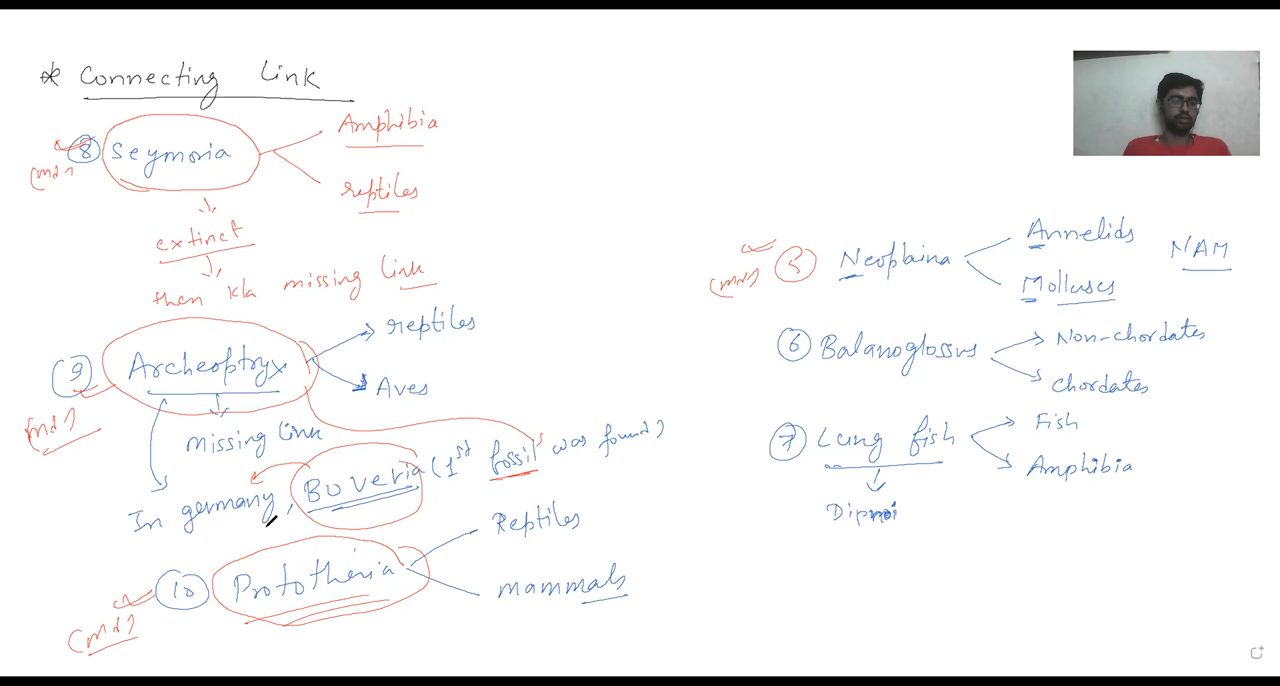 * Connecting Link
8 Seymoria
Amphibia
reptiles
extinct
then kla missing link
9 Archeoptryx
reptiles
Aves
missing link
In germany, Buveria (1st fossil was found)
10 Prototheria
Reptiles
mammals
5 Neoplaina
Annelids
Molluses
NAM
6 Balanoglossus
Non-chordates
chordates
7 Lung fish
Fish
Amphibia
Dipnoi